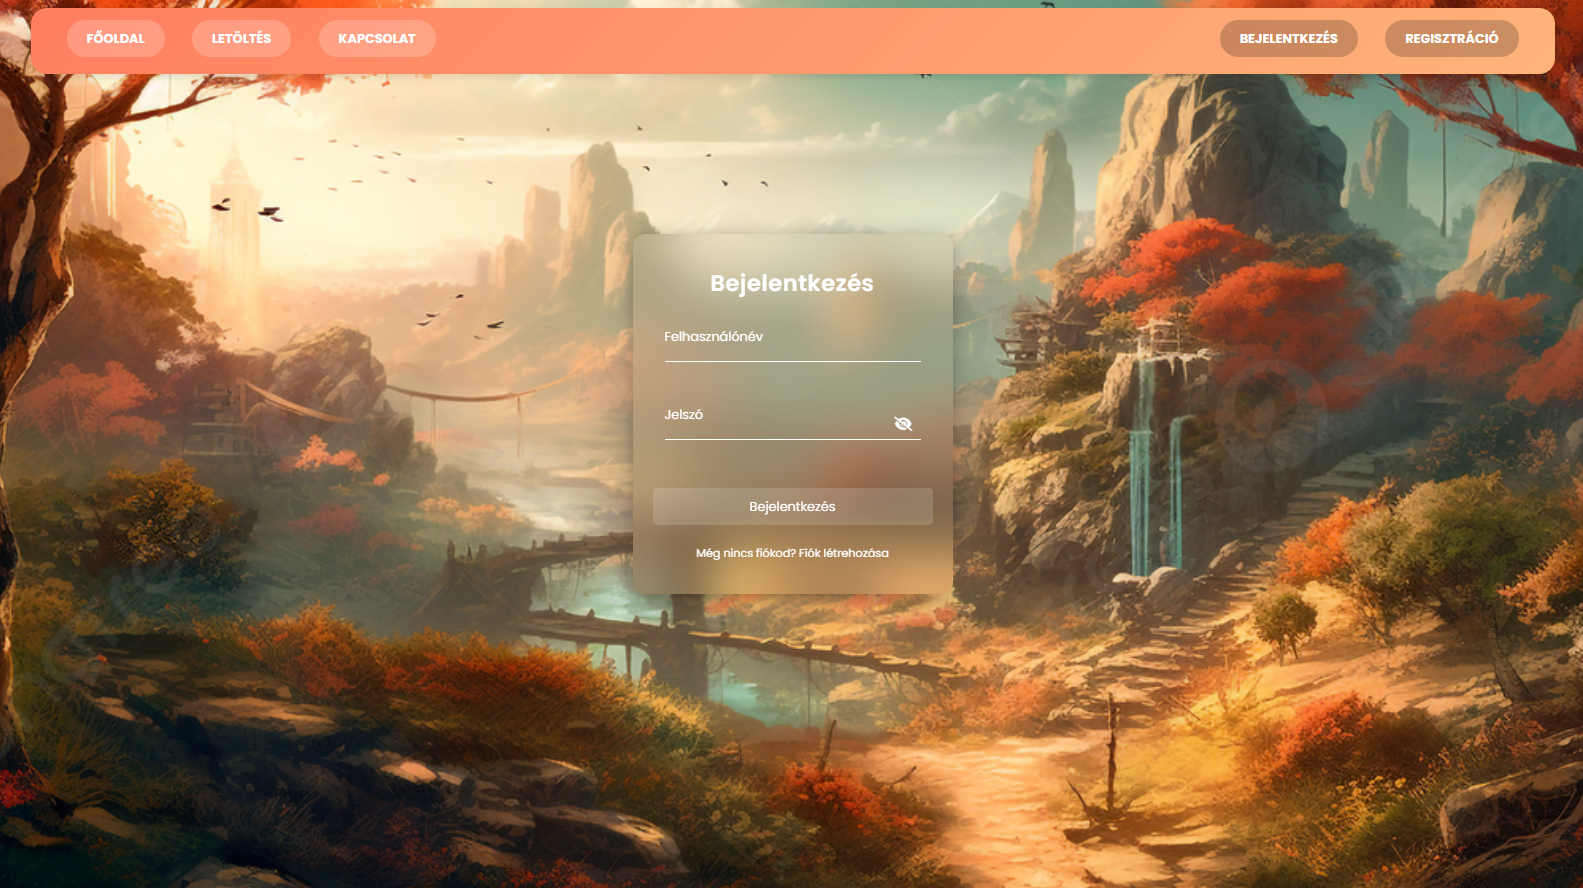 FŐOLDAL LETÖLTÉS KAPCSOLAT BEJELENTKEZÉS REGISZTRÁCIÓ
Bejelentkezés
Felhasználónév
Jelszó
Bejelentkezés
Még nincs fiókod? Fiók létrehozása